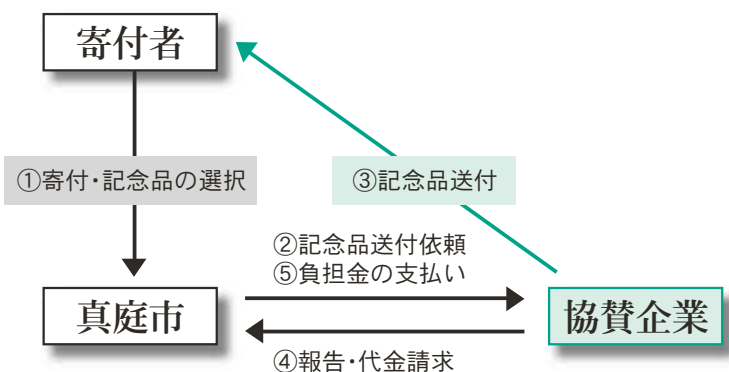 寄付者
①寄付・記念品の選択
③記念品送付
②記念品送付依頼
⑤負担金の支払い
真庭市
協賛企業
④報告・代金請求